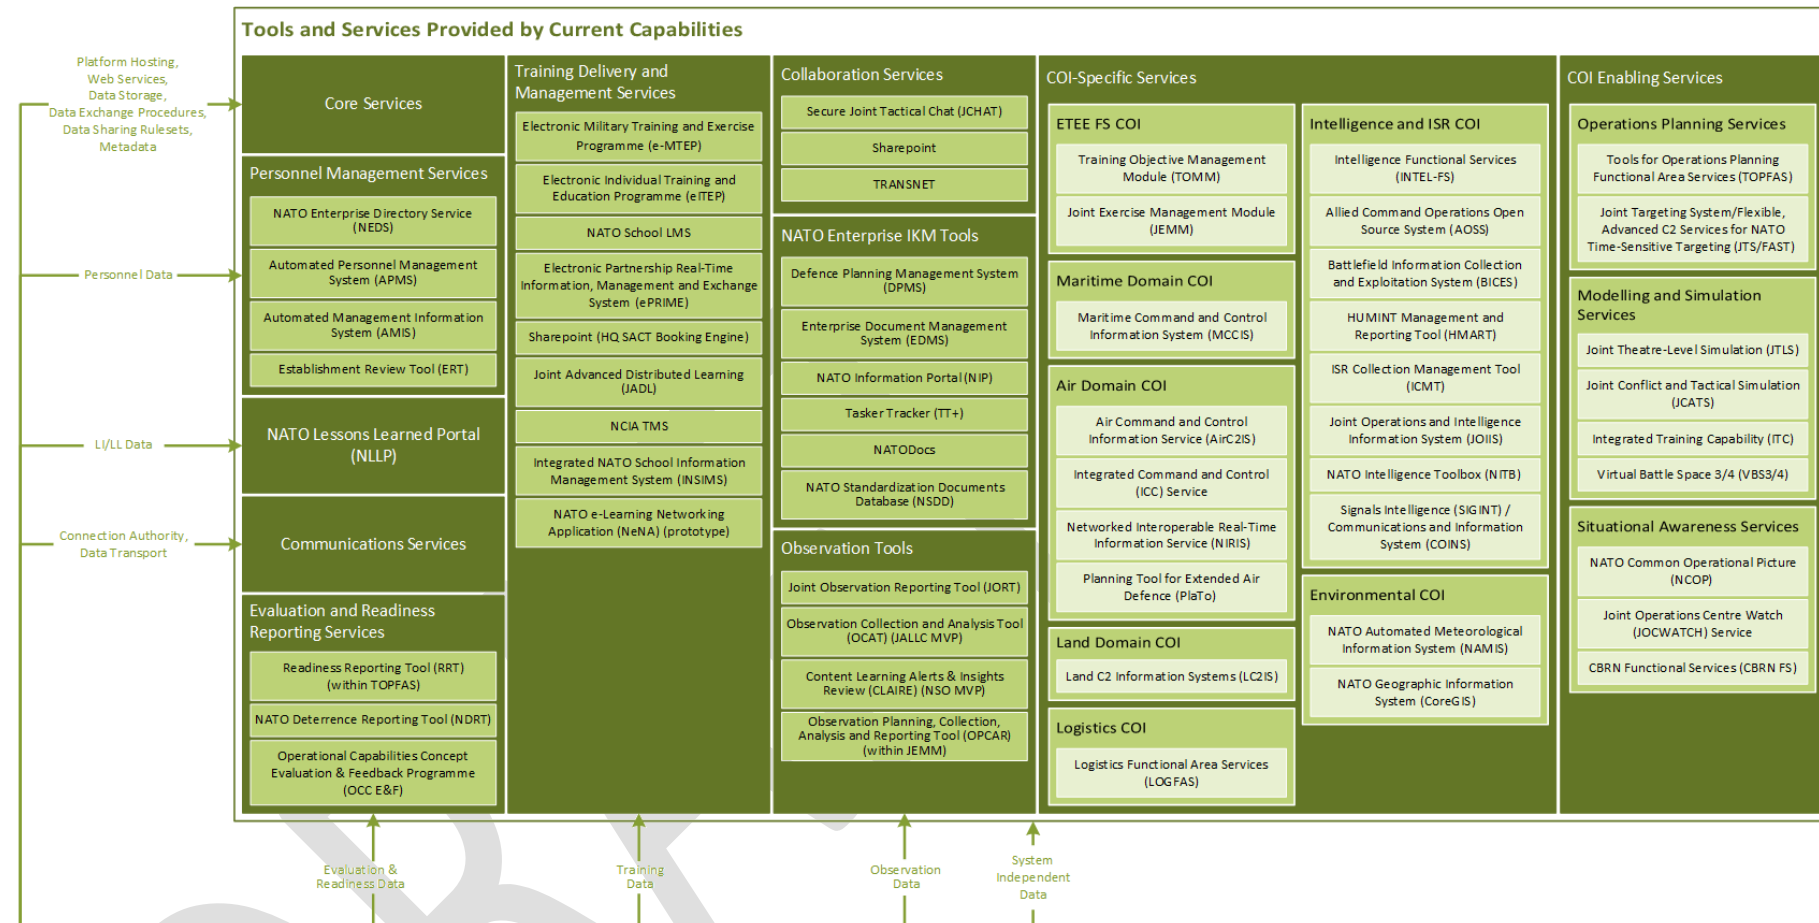 Tools and Services Provided by Current Capabilities
Platform Hosting,
Web Services,
Data Storage,
Data Exchange Procedures,
Data Sharing Rulesets,
Metadata
Personnel Data
LI/LL Data
Connection Authority,
Data Transport
Core Services
Personnel Management Services
NATO Enterprise Directory Service
(NEDS)
Automated Personnel Management
System (APMS)
Automated Management Information
System (AMIS)
Establishment Review Tool (ERT)
NATO Lessons Learned Portal
(NLLP)
Communications Services
Evaluation and Readiness
Reporting Services
Readiness Reporting Tool (RRT)
(within TOPFAS)
NATO Deterrence Reporting Tool (NDRT)
Operational Capabilities Concept
Evaluation & Feedback Programme
(OCC E&F)
Training Delivery and
Management Services
Electronic Military Training and Exercise
Programme (e-MTEP)
Electronic Individual Training and
Education Programme (eITEP)
NATO School LMS
Electronic Partnership Real-Time
Information, Management and Exchange
System (ePRIME)
Sharepoint (HQ SACT Booking Engine)
Joint Advanced Distributed Learning
(JADL)
NCIA TMS
Integrated NATO School Information
Management System (INSIMS)
NATO e-Learning Networking
Application (NeNA) (prototype)
Collaboration Services
Secure Joint Tactical Chat (JCHAT)
Sharepoint
TRANSNET
NATO Enterprise IKM Tools
Defence Planning Management System
(DPMS)
Enterprise Document Management
System (EDMS)
NATO Information Portal (NIP)
Tasker Tracker (TT+)
NATODocs
NATO Standardization Documents
Database (NSDD)
Observation Tools
Joint Observation Reporting Tool (JORT)
Observation Collection and Analysis Tool
(OCAT) (JALLC MVP)
Content Learning Alerts & Insights
Review (CLAIRE) (NSO MVP)
Observation Planning, Collection,
Analysis and Reporting Tool (OPCAR)
(within JEMM)
COI-Specific Services
ETEE FS COI
Training Objective Management
Module (TOMM)
Joint Exercise Management Module
(JEMM)
Maritime Domain COI
Maritime Command and Control
Information System (MCCIS)
Air Domain COI
Air Command and Control
Information Service (AirC2IS)
Integrated Command and Control
(ICC) Service
Networked Interoperable Real-Time
Information Service (NIRIS)
Planning Tool for Extended Air
Defence (PlaTo)
Land Domain COI
Land C2 Information Systems (LC2IS)
Logistics COI
Logistics Functional Area Services
(LOGFAS)
Intelligence and ISR COI
Intelligence Functional Services
(INTEL-FS)
Allied Command Operations Open
Source System (AOSS)
Battlefield Information Collection
and Exploitation System (BICES)
HUMINT Management and
Reporting Tool (HMART)
ISR Collection Management Tool
(ICMT)
Joint Operations and Intelligence
Information System (JOIIS)
NATO Intelligence Toolbox (NITB)
Signals Intelligence (SIGINT) /
Communications and Information
System (COINS)
Environmental COI
NATO Automated Meteorological
Information System (NAMIS)
NATO Geographic Information
System (CoreGIS)
COI Enabling Services
Operations Planning Services
Tools for Operations Planning
Functional Area Services (TOPFAS)
Joint Targeting System/Flexible,
Advanced C2 Services for NATO
Time-Sensitive Targeting (JTS/FAST)
Modelling and Simulation
Services
Joint Theatre-Level Simulation (JTLS)
Joint Conflict and Tactical Simulation
(JCATS)
Integrated Training Capability (ITC)
Virtual Battle Space 3/4 (VBS3/4)
Situational Awareness Services
NATO Common Operational Picture
(NCOP)
Joint Operations Centre Watch
(JOCWATCH) Service
CBRN Functional Services (CBRN FS)
Evaluation &
Readiness Data
Training
Data
Observation
Data
System
Independent
Data